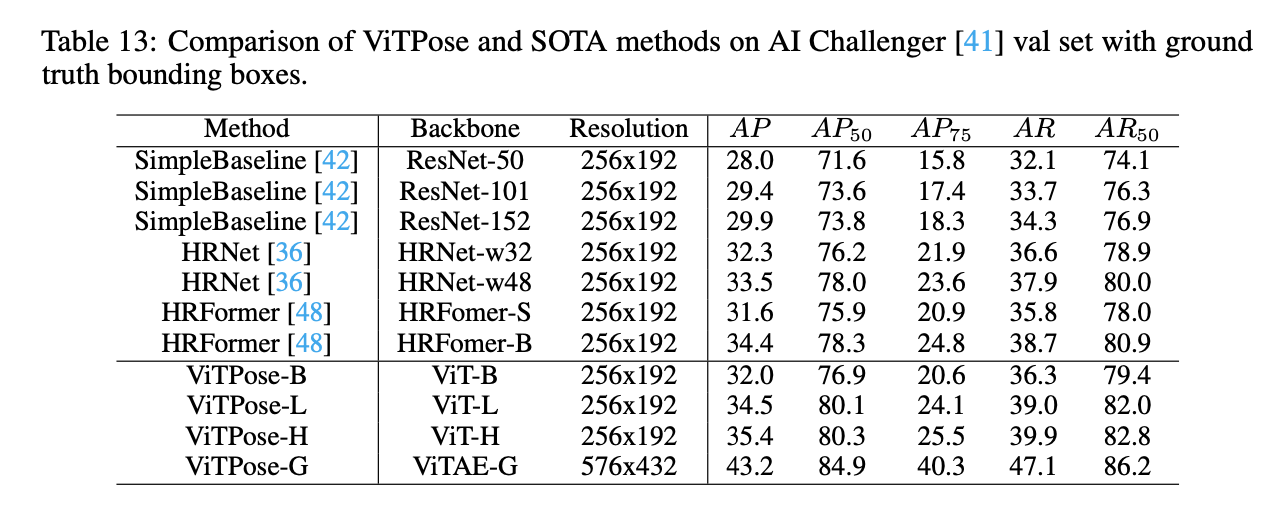 Table 13: Comparison of ViTPose and SOTA methods on AI Challenger [41] val set with ground
truth bounding boxes.
Method Backbone Resolution AP AP50 AP75 AR AR50
SimpleBaseline [42] ResNet-50 256x192 28.0 71.6 15.8 32.1 74.1
SimpleBaseline [42] ResNet-101 256x192 29.4 73.6 17.4 33.7 76.3
SimpleBaseline [42] ResNet-152 256x192 29.9 73.8 18.3 34.3 76.9
HRNet [36] HRNet-w32 256x192 32.3 76.2 21.9 36.6 78.9
HRNet [36] HRNet-w48 256x192 33.5 78.0 23.6 37.9 80.0
HRFormer [48] HRFomer-S 256x192 31.6 75.9 20.9 35.8 78.0
HRFormer [48] HRFomer-B 256x192 34.4 78.3 24.8 38.7 80.9
ViTPose-B ViT-B 256x192 32.0 76.9 20.6 36.3 79.4
ViTPose-L ViT-L 256x192 34.5 80.1 24.1 39.0 82.0
ViTPose-H ViT-H 256x192 35.4 80.3 25.5 39.9 82.8
ViTPose-G ViTAE-G 576x432 43.2 84.9 40.3 47.1 86.2